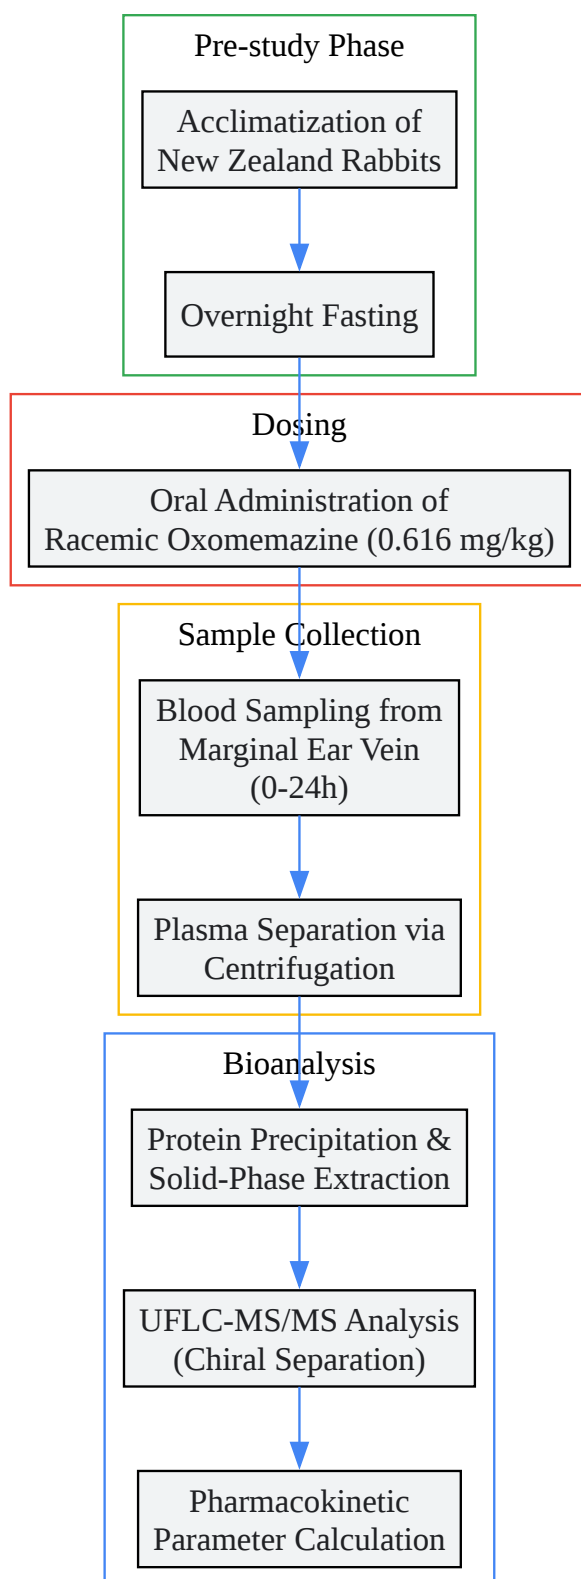 Pre-study Phase
Acclimatization of
New Zealand Rabbits
Overnight Fasting
Dosing
Oral Administration of
Racemic Oxomemazine (0.616 mg/kg)
Sample Collection
Blood Sampling from
Marginal Ear Vein
(0-24h)
Plasma Separation via
Centrifugation
Bioanalysis
Protein Precipitation &
Solid-Phase Extraction
UFLC-MS/MS Analysis
(Chiral Separation)
Pharmacokinetic
Parameter Calculation